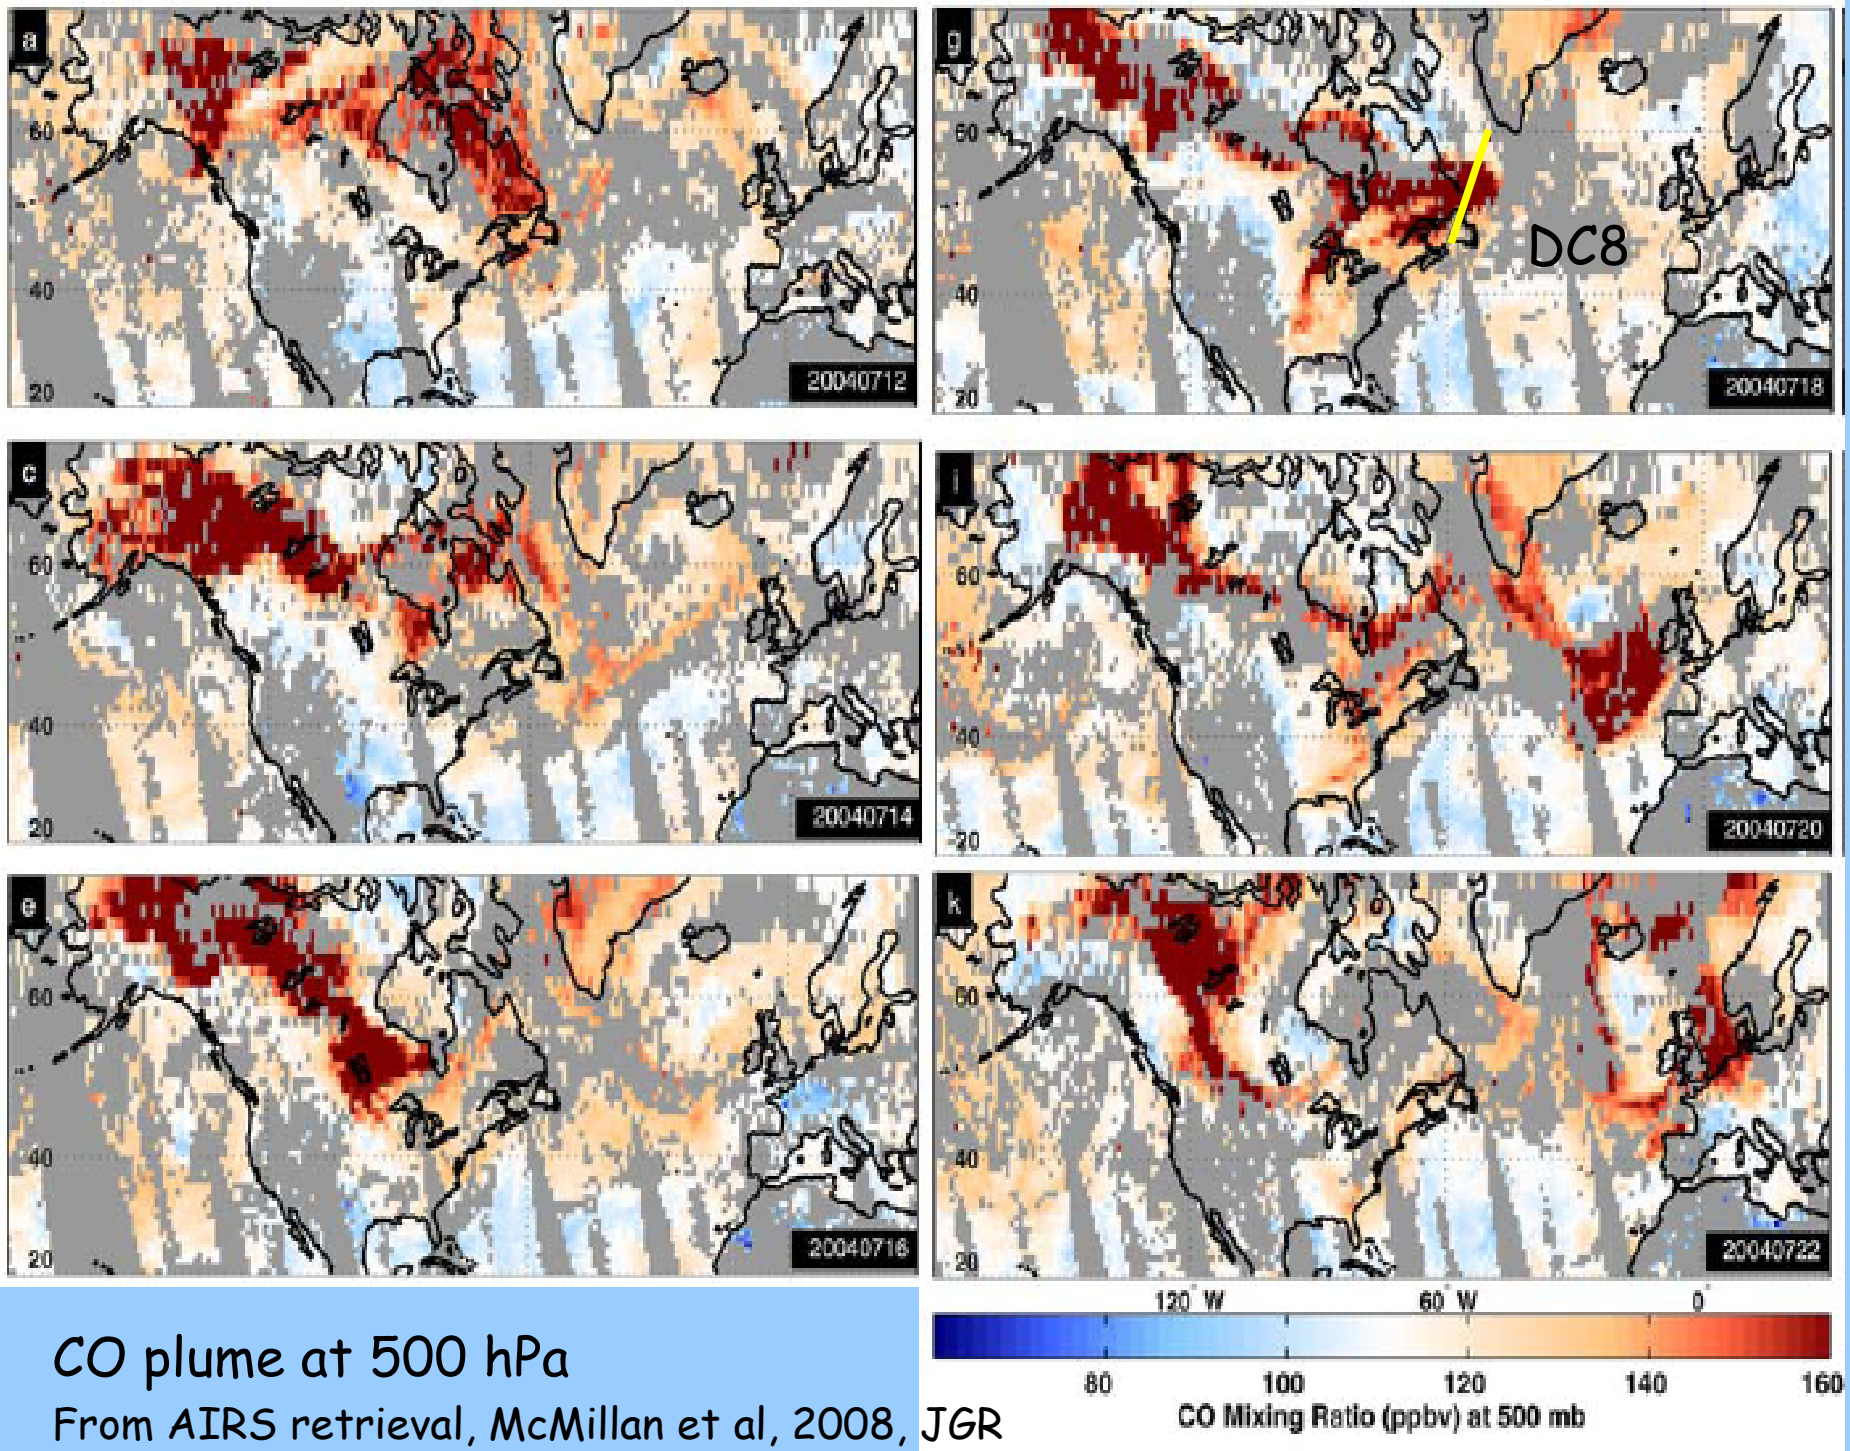 a
60
40
20
20040712
g
60
40
20
DC8
20040718
c
60
40
20
20040714
i
60
40
20
20040720
e
60
40
20
20040716
k
60
40
20
20040722
120° W 60° W 0°
80 100 120 140 160
CO Mixing Ratio (ppbv) at 500 mb
CO plume at 500 hPa
From AIRS retrieval, McMillan et al, 2008, JGR